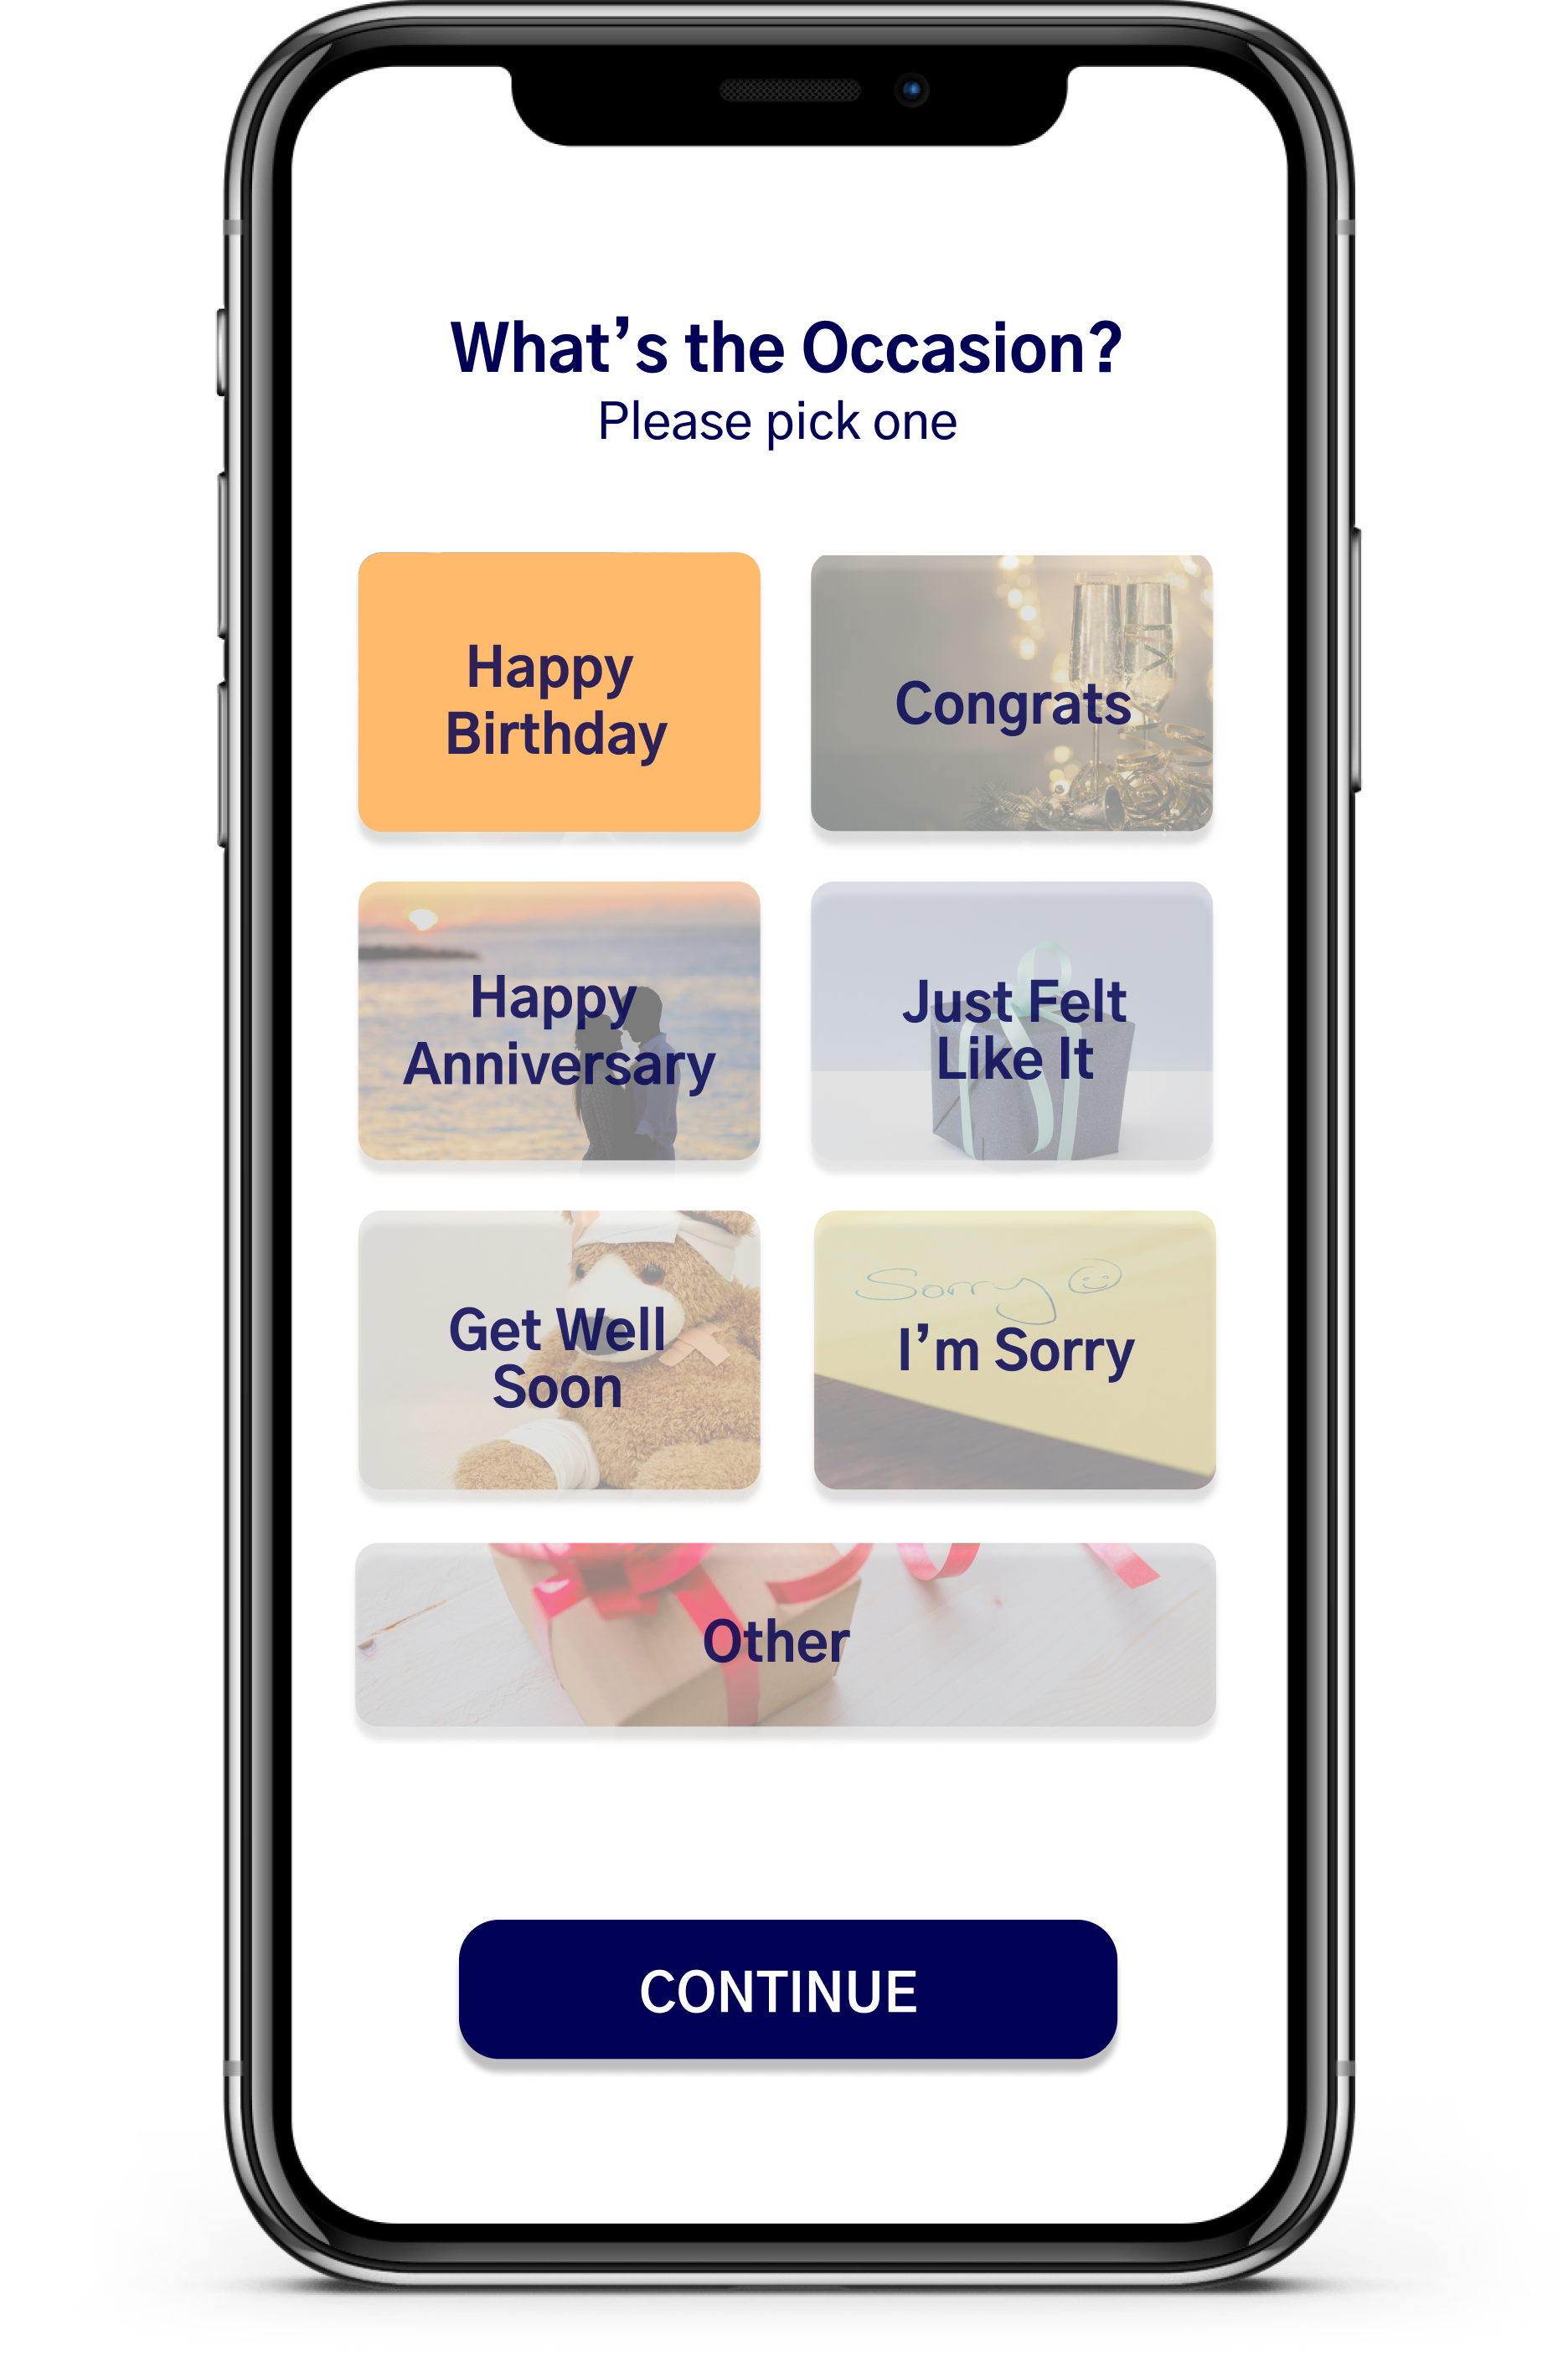 What’s the Occasion?
Please pick one
Happy
Birthday
Congrats
Happy
Anniversary
Just Felt
Like It
Get Well
Soon
Sorry
I’m Sorry
Other
CONTINUE